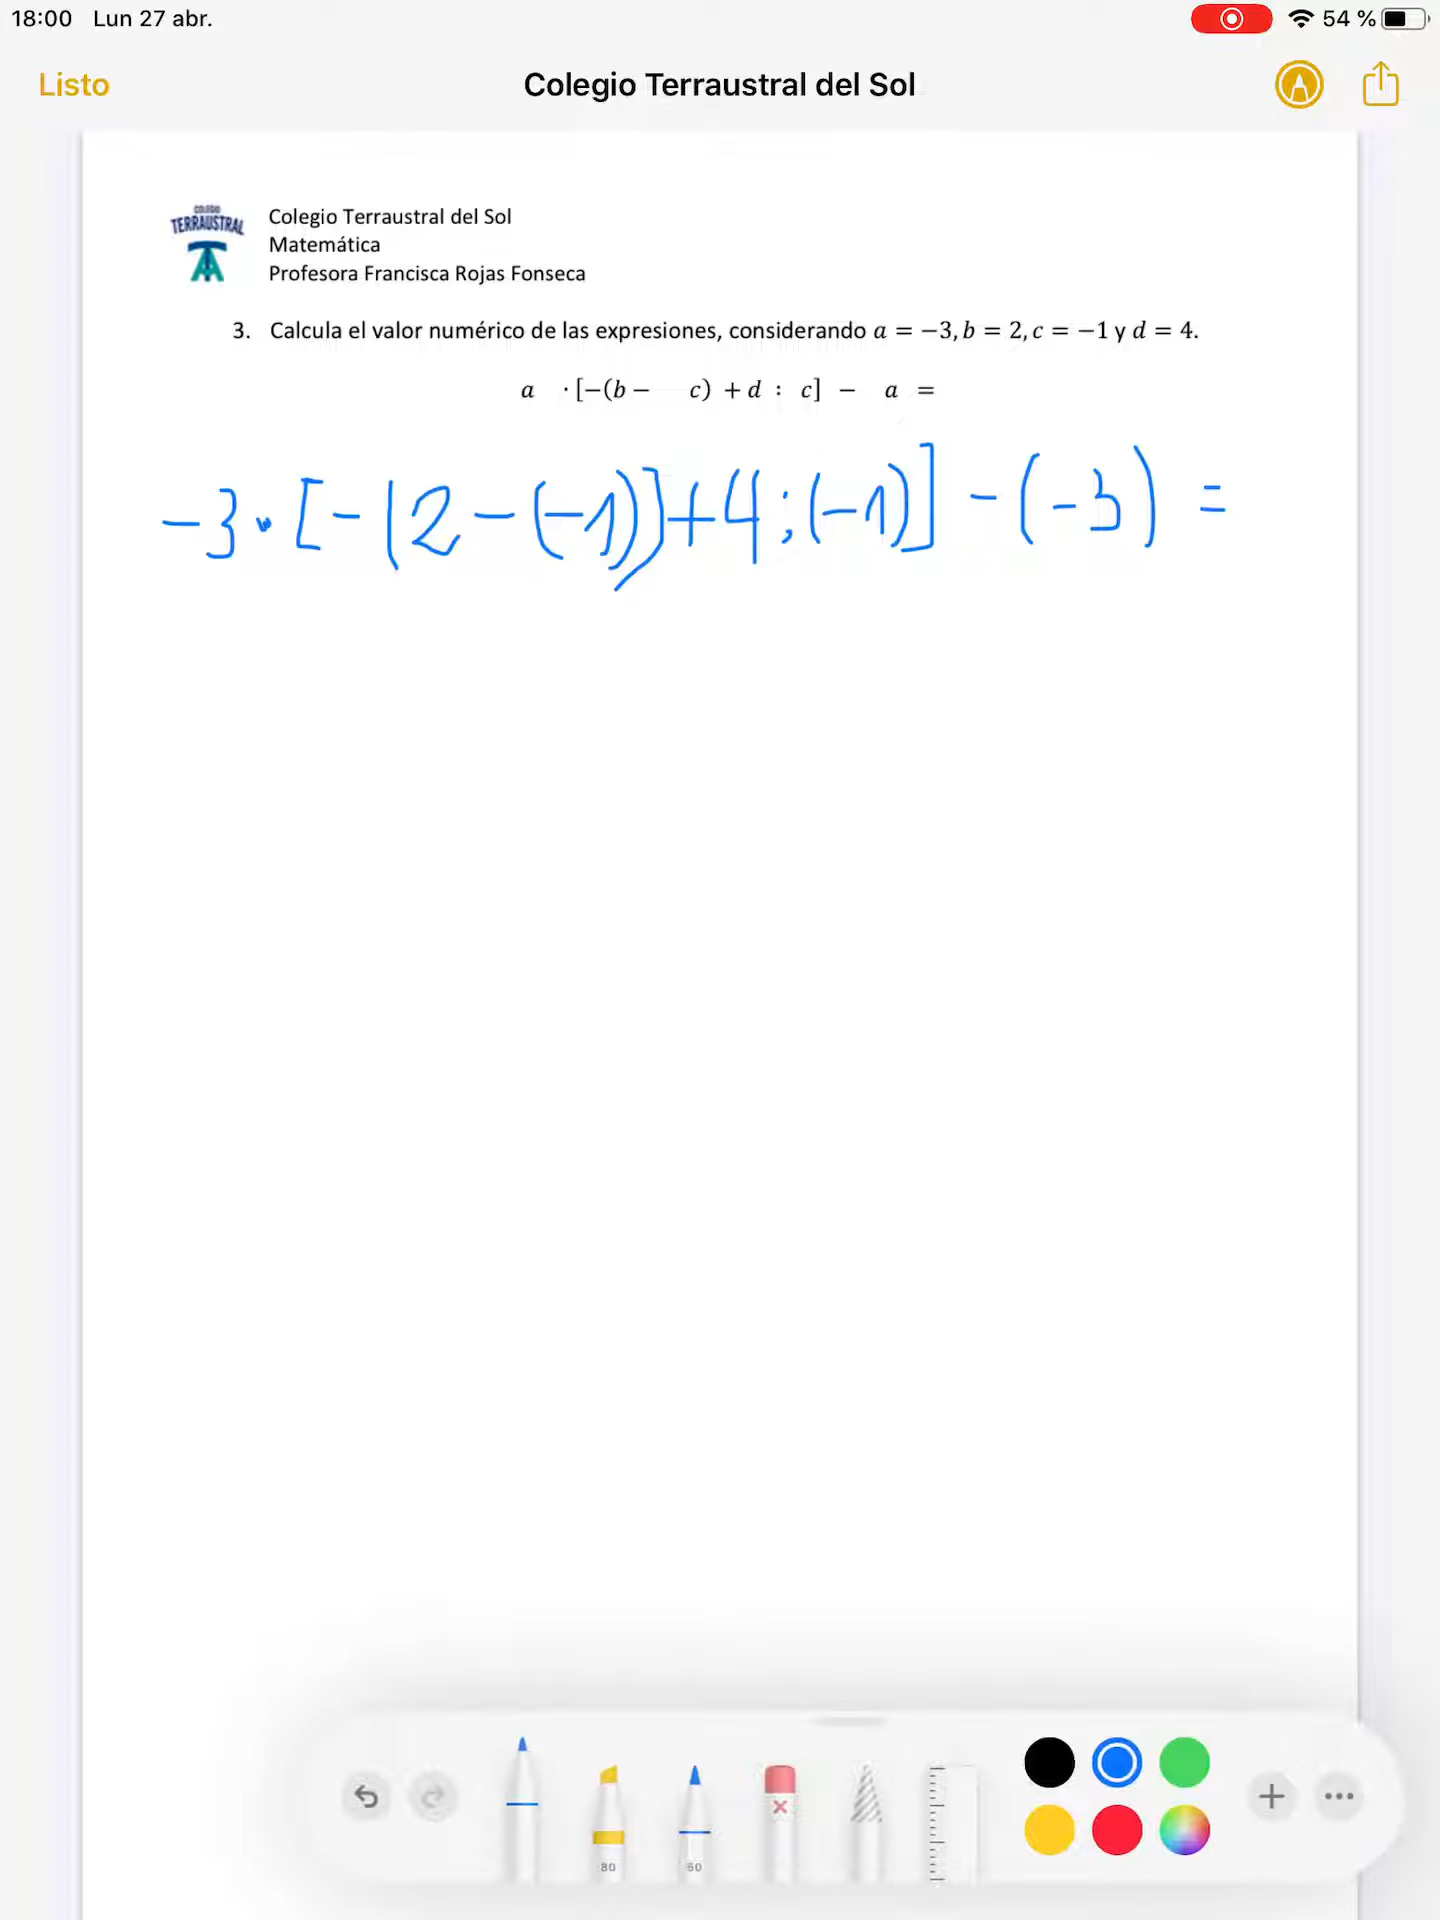 18:00 Lun 27 abr. 54 %
Listo Colegio Terraustral del Sol
COLEGIO
TERRAUSTRAL
Colegio Terraustral del Sol
Matemática
Profesora Francisca Rojas Fonseca
3. Calcula el valor numérico de las expresiones, considerando a = −3, b = 2, c = −1 y d = 4.
a · [−(b − c) + d : c] − a =
-3 · [-(2-(-1))]+4:(-1)] - (-3) =
80 50